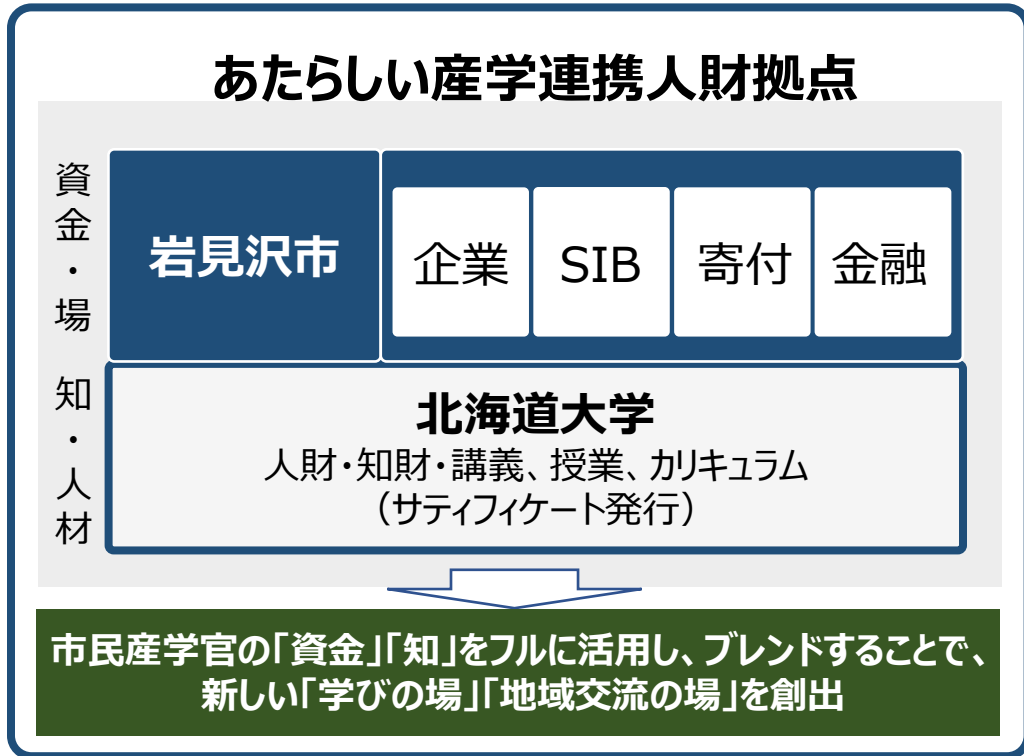 あたらしい産学連携人財拠点
資金・場
岩見沢市
企業
SIB
寄付
金融
知・人材
北海道大学
人財・知財・講義、授業、カリキュラム
（サティフィケート発行）
市民産学官の「資金」「知」をフルに活用し、ブレンドすることで、
新しい「学びの場」「地域交流の場」を創出